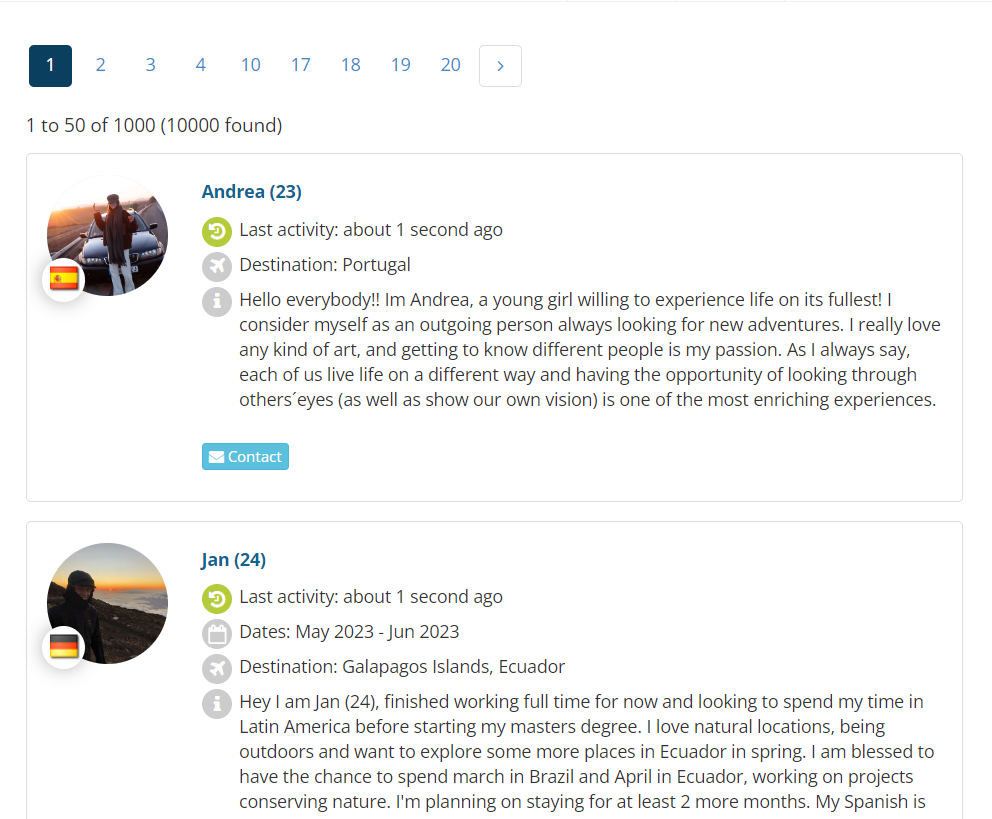 1 2 3 4 10 17 18 19 20 >
1 to 50 of 1000 (10000 found)
Andrea (23)
Last activity: about 1 second ago
Destination: Portugal
Hello everybody!! Im Andrea, a young girl willing to experience life on its fullest! I
consider myself as an outgoing person always looking for new adventures. I really love
any kind of art, and getting to know different people is my passion. As I always say,
each of us live life on a different way and having the opportunity of looking through
others´eyes (as well as show our own vision) is one of the most enriching experiences.
Contact
Jan (24)
Last activity: about 1 second ago
Dates: May 2023 - Jun 2023
Destination: Galapagos Islands, Ecuador
Hey I am Jan (24), finished working full time for now and looking to spend my time in
Latin America before starting my masters degree. I love natural locations, being
outdoors and want to explore some more places in Ecuador in spring. I am blessed to
have the chance to spend march in Brazil and April in Ecuador, working on projects
conserving nature. I'm planning on staying for at least 2 more months. My Spanish is